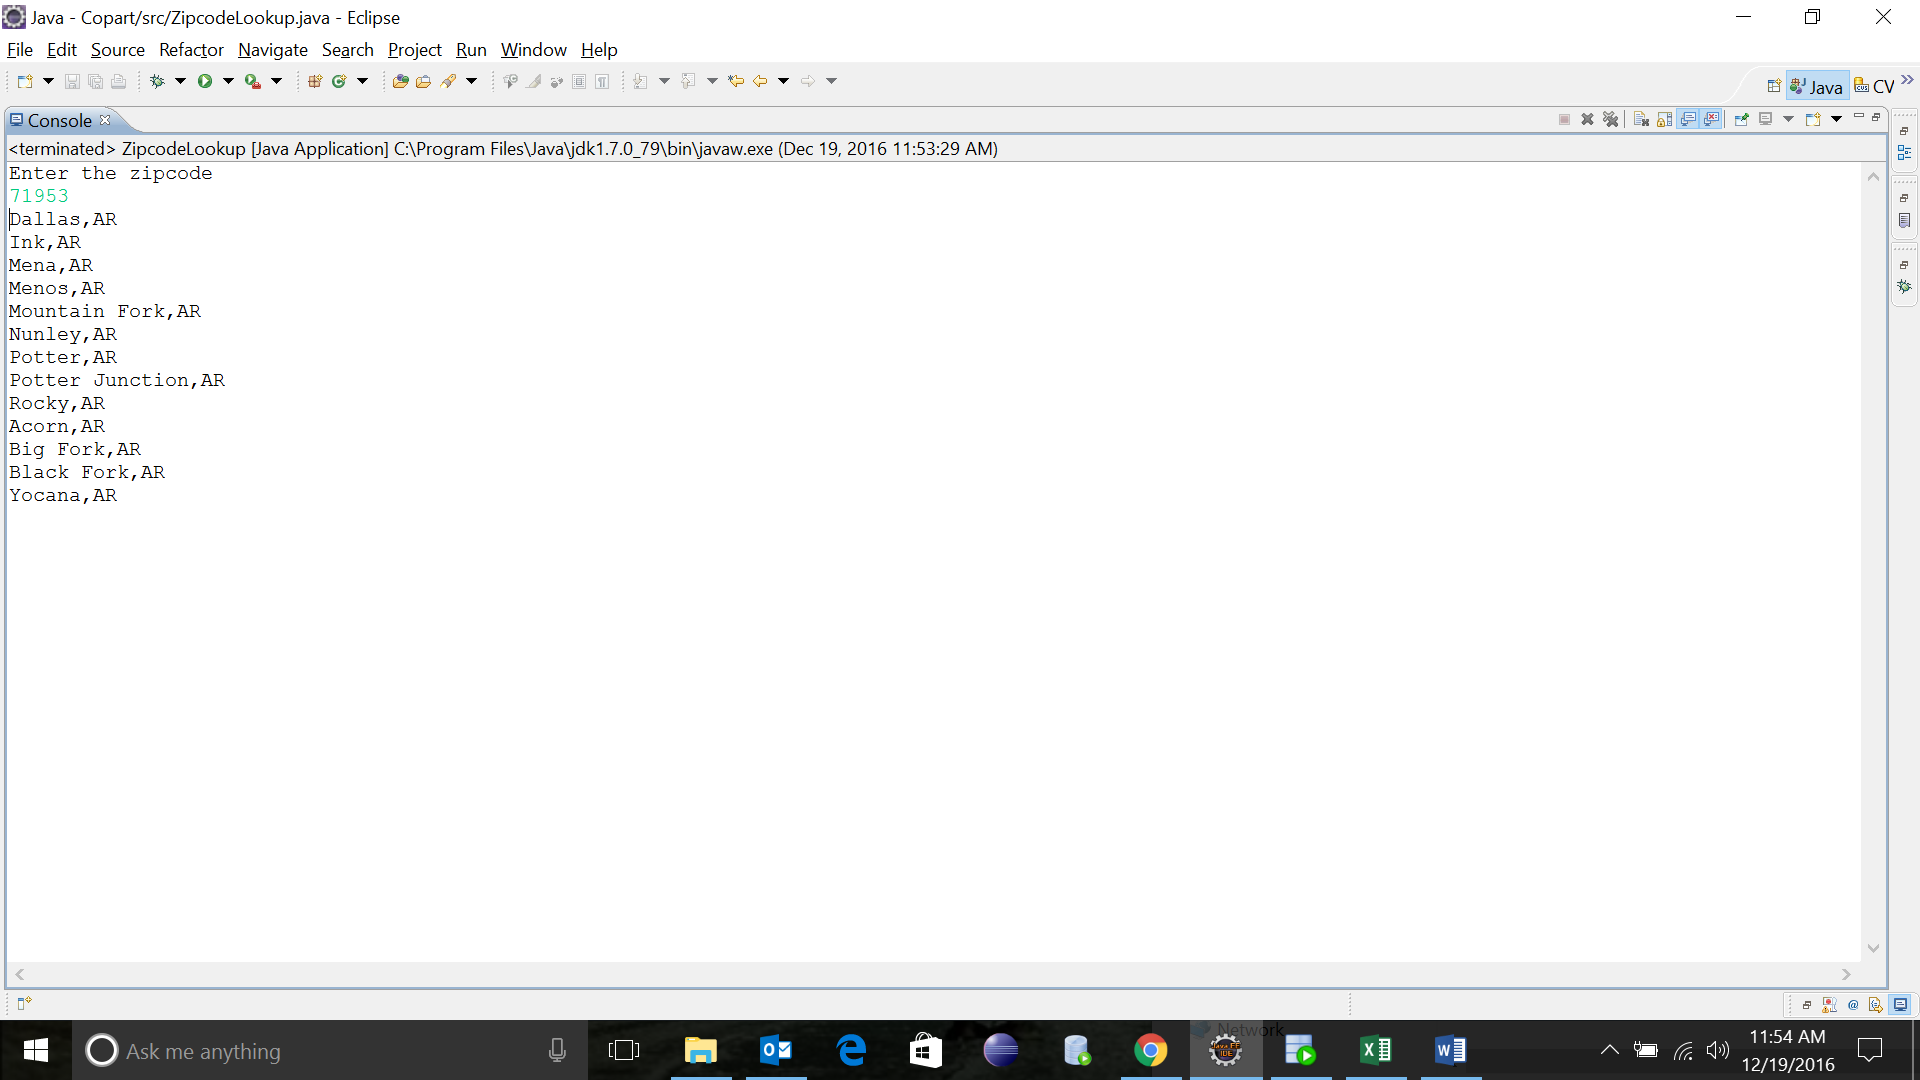 Java - Copart/src/ZipcodeLookup.java - Eclipse
File Edit Source Refactor Navigate Search Project Run Window Help
Java CV
Console
<terminated> ZipcodeLookup [Java Application] C:\Program Files\Java\jdk1.7.0_79\bin\javaw.exe (Dec 19, 2016 11:53:29 AM)
Enter the zipcode
71953
Dallas,AR
Ink,AR
Mena,AR
Menos,AR
Mountain Fork,AR
Nunley,AR
Potter,AR
Potter Junction,AR
Rocky,AR
Acorn,AR
Big Fork,AR
Black Fork,AR
Yocana,AR
Network
Ask me anything
11:54 AM
12/19/2016